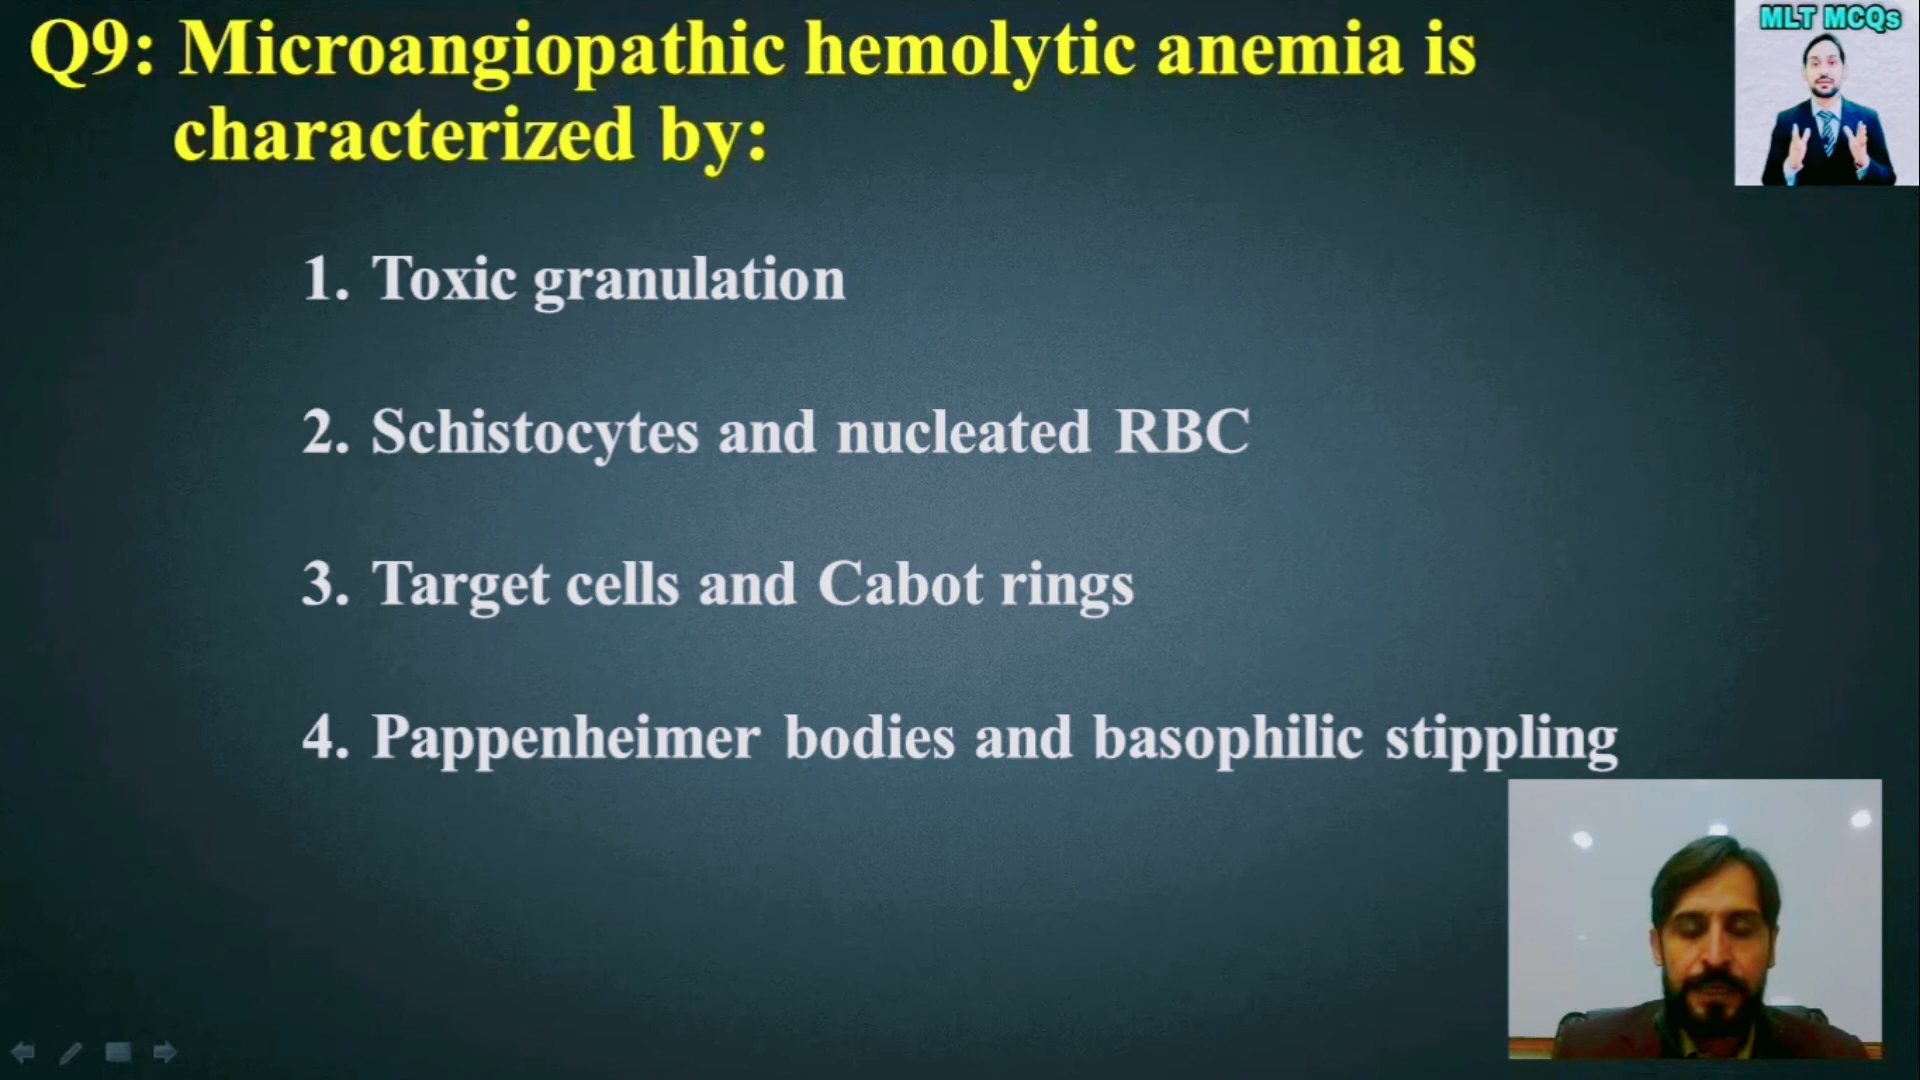 MLT MCQs
Q9: Microangiopathic hemolytic anemia is
characterized by:
1. Toxic granulation
2. Schistocytes and nucleated RBC
3. Target cells and Cabot rings
4. Pappenheimer bodies and basophilic stippling